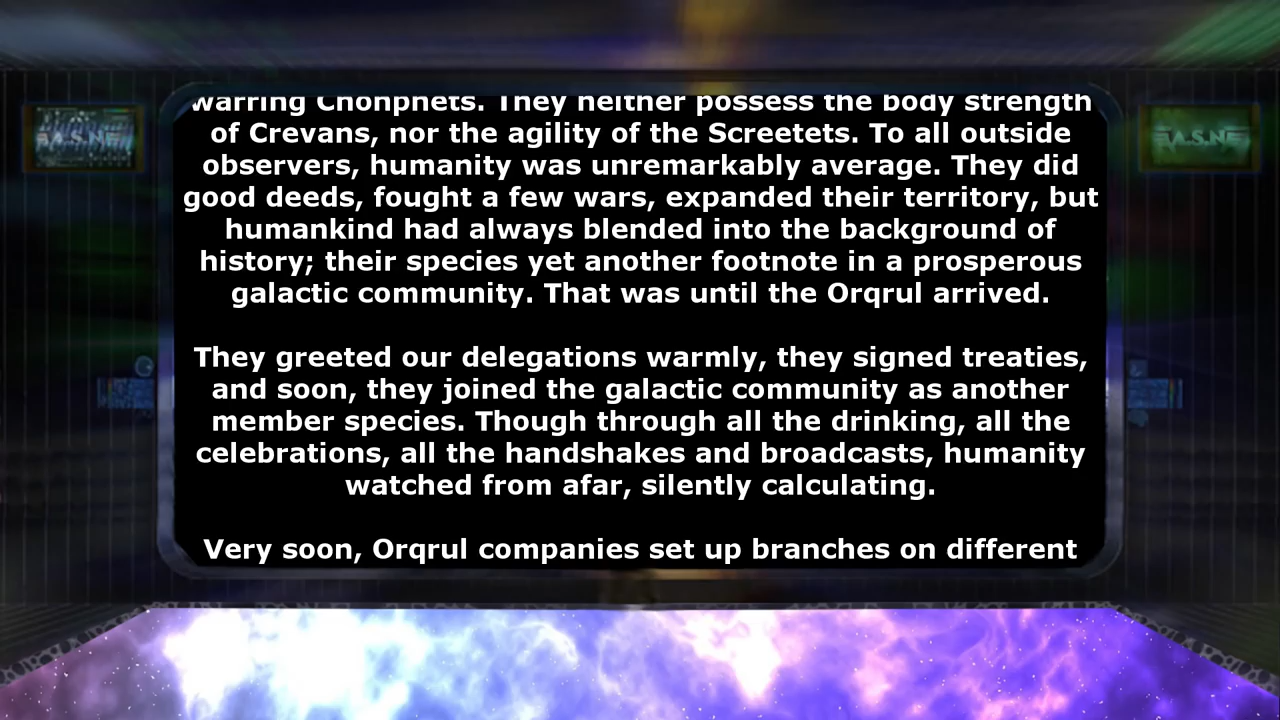 warring Chonphets. They neither possess the body strength
of Crevans, nor the agility of the Screetets. To all outside
observers, humanity was unremarkably average. They did
good deeds, fought a few wars, expanded their territory, but
humankind had always blended into the background of
history; their species yet another footnote in a prosperous
galactic community. That was until the Orqrul arrived.
They greeted our delegations warmly, they signed treaties,
and soon, they joined the galactic community as another
member species. Though through all the drinking, all the
celebrations, all the handshakes and broadcasts, humanity
watched from afar, silently calculating.
Very soon, Orqrul companies set up branches on different